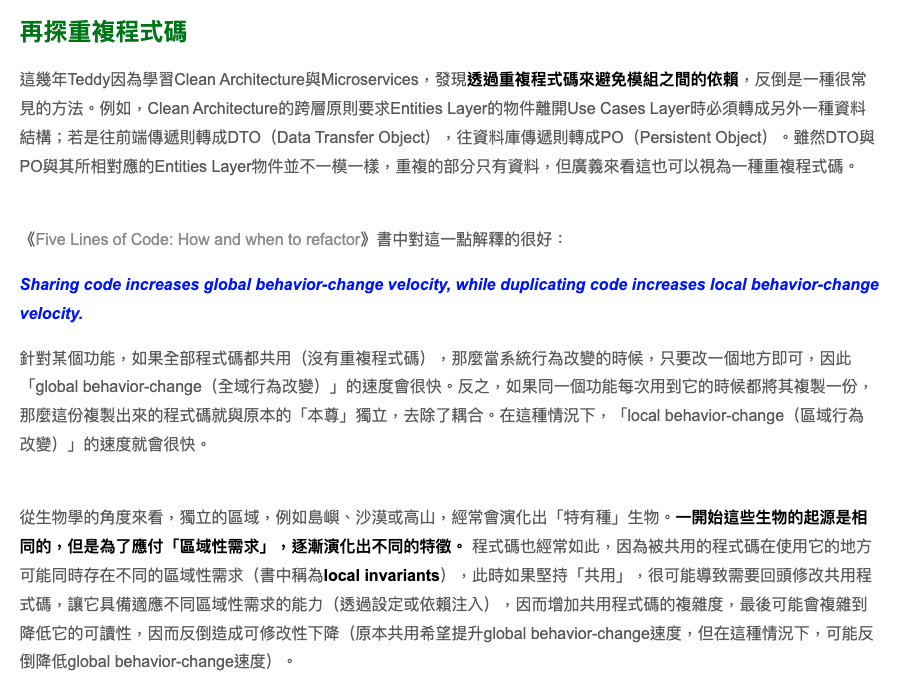 再探重複程式碼
這幾年Teddy因為學習Clean Architecture與Microservices，發現透過重複程式碼來避免模組之間的依賴，反倒是一種很常
見的方法。例如，Clean Architecture的跨層原則要求Entities Layer的物件離開Use Cases Layer時必須轉成另外一種資料
結構；若是往前端傳遞則轉成DTO（Data Transfer Object），往資料庫傳遞則轉成PO（Persistent Object）。雖然DTO與
PO與其所相對應的Entities Layer物件並不一模一樣，重複的部分只有資料，但廣義來看這也可以視為一種重複程式碼。
《Five Lines of Code: How and when to refactor》書中對這一點解釋的很好：
Sharing code increases global behavior-change velocity, while duplicating code increases local behavior-change
velocity.
針對某個功能，如果全部程式碼都共用（沒有重複程式碼），那麼當系統行為改變的時候，只要改一個地方即可，因此
「global behavior-change（全域行為改變）」的速度會很快。反之，如果同一個功能每次用到它的時候都將其複製一份，
那麼這份複製出來的程式碼就與原本的「本尊」獨立，去除了耦合。在這種情況下，「local behavior-change（區域行為
改變）」的速度就會很快。
從生物學的角度來看，獨立的區域，例如島嶼、沙漠或高山，經常會演化出「特有種」生物。一開始這些生物的起源是相
同的，但是為了應付「區域性需求」，逐漸演化出不同的特徵。 程式碼也經常如此，因為被共用的程式碼在使用它的地方
可能同時存在不同的區域性需求（書中稱為local invariants），此時如果堅持「共用」，很可能導致需要回頭修改共用程
式碼，讓它具備適應不同區域性需求的能力（透過設定或依賴注入），因而增加共用程式碼的複雜度，最後可能會複雜到
降低它的可讀性，因而反倒造成可修改性下降（原本共用希望提升global behavior-change速度，但在這種情況下，可能反
倒降低global behavior-change速度）。